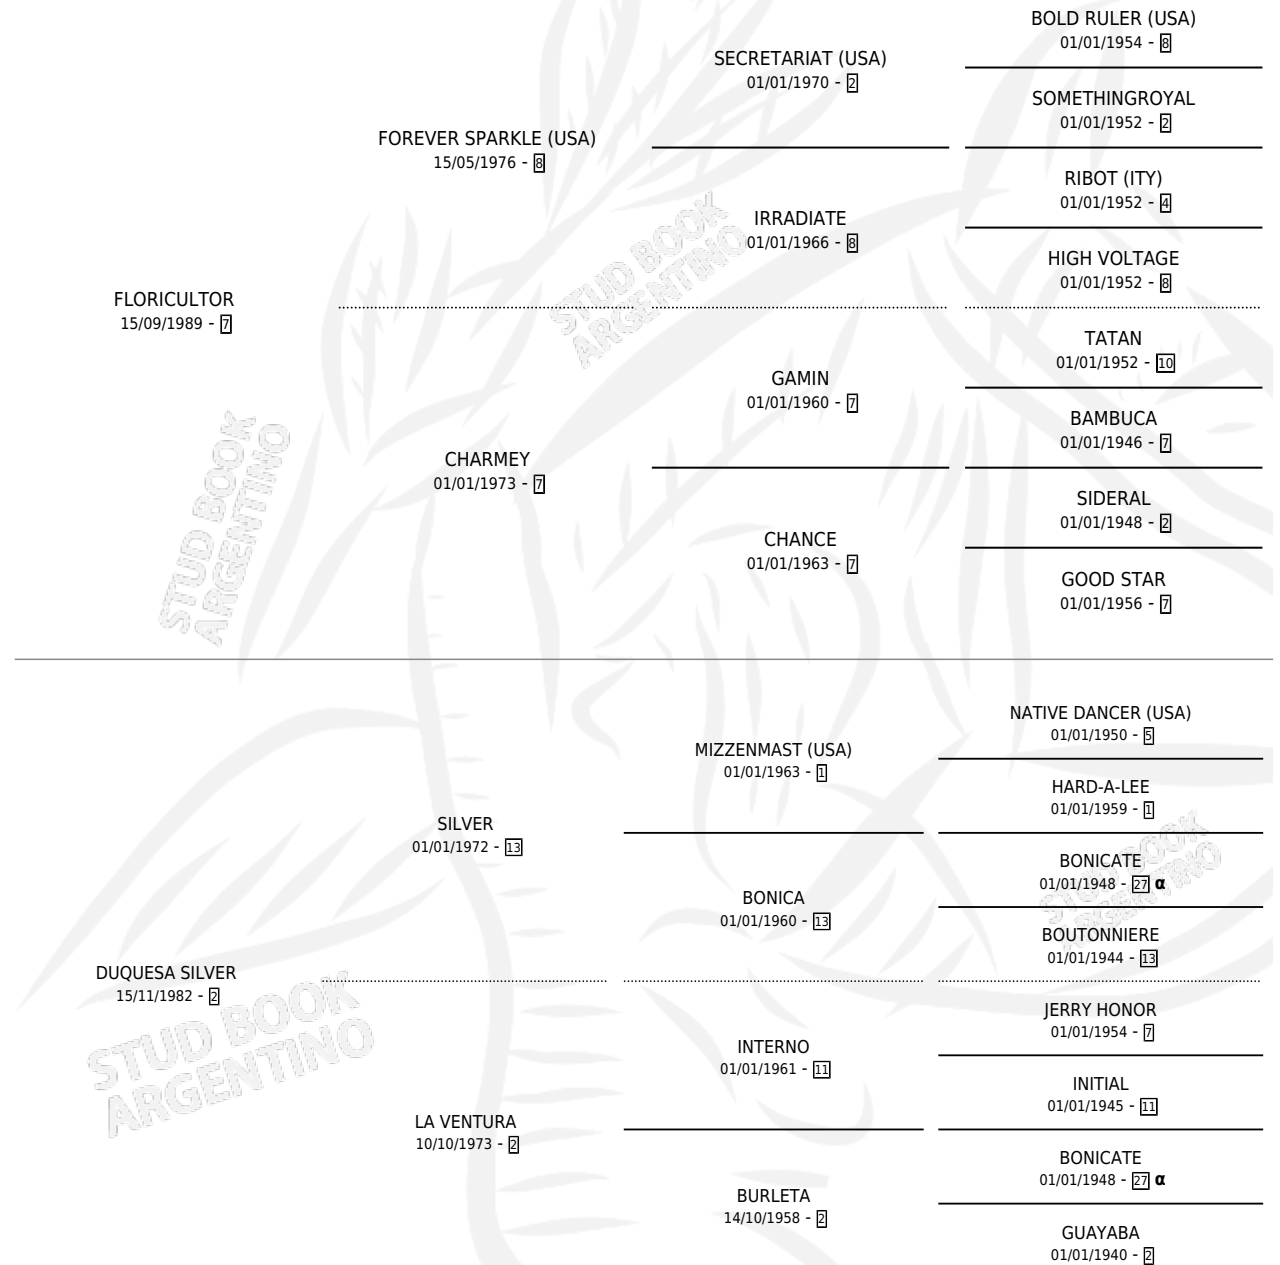 BOLD RULER (USA)
01/01/1954 - 8
SECRETARIAT (USA)
01/01/1970 - 2
SOMETHINGROYAL
01/01/1952 - 2
FOREVER SPARKLE (USA)
15/05/1976 - 8
RIBOT (ITY)
01/01/1952 - 4
IRRADIATE
01/01/1966 - 8
HIGH VOLTAGE
01/01/1952 - 8
STUD BOOK
ARGENTINO
FLORICULTOR
15/09/1989 - 7
TATAN
01/01/1952 - 10
GAMIN
01/01/1960 - 7
BAMBUCA
01/01/1946 - 7
CHARMEY
01/01/1973 - 7
SIDERAL
01/01/1948 - 2
CHANCE
01/01/1963 - 7
GOOD STAR
01/01/1956 - 7
STUD BOOK
ARGENTINO
NATIVE DANCER (USA)
01/01/1950 - 5
MIZZENMAST (USA)
01/01/1963 - 1
HARD-A-LEE
01/01/1959 - 1
SILVER
01/01/1972 - 13
BONICATE
01/01/1948 - 27 α
BONICA
01/01/1960 - 13
BOUTONNIERE
01/01/1944 - 13
STUD BOOK
ARGENTINO
DUQUESA SILVER
15/11/1982 - 2
JERRY HONOR
01/01/1954 - 7
INTERNO
01/01/1961 - 11
INITIAL
01/01/1945 - 11
LA VENTURA
10/10/1973 - 2
BONICATE
01/01/1948 - 27 α
BURLETA
14/10/1958 - 2
GUAYABA
01/01/1940 - 2
STUD BOOK
ARGENTINO